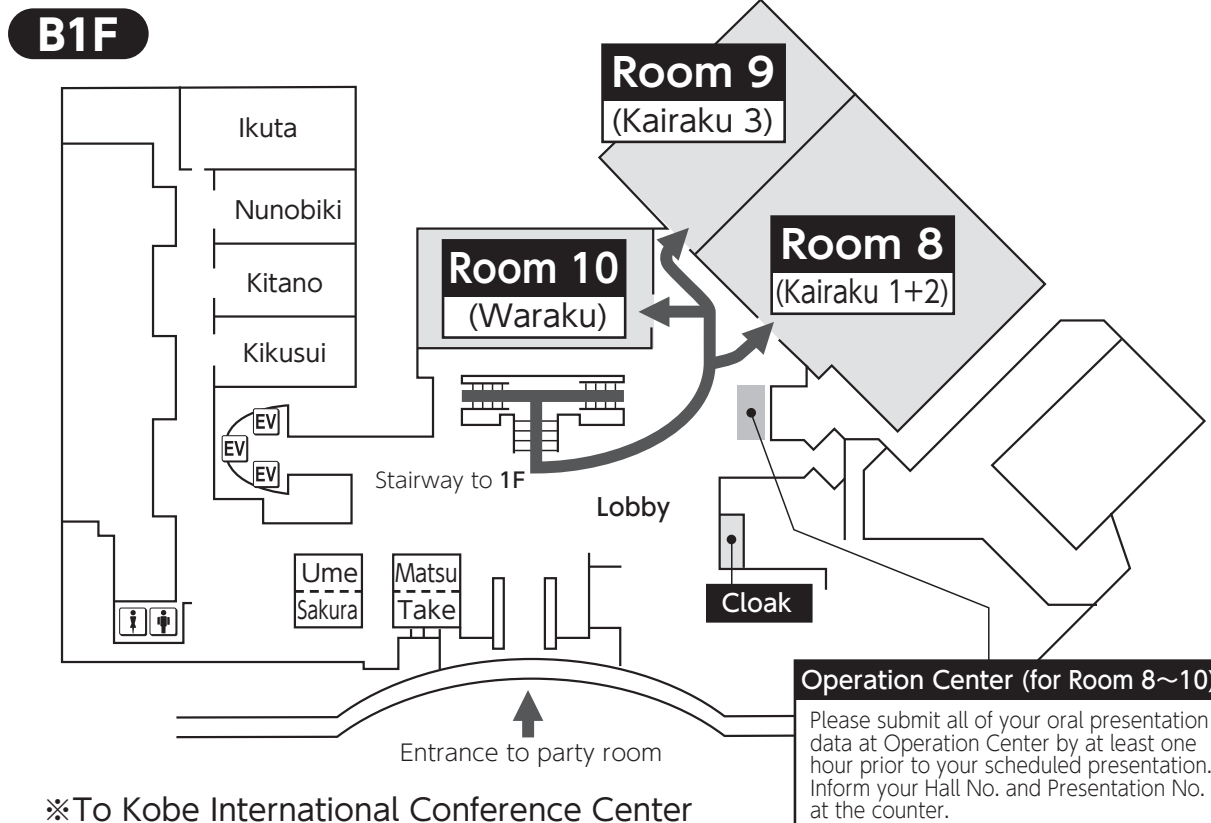 B1F
Room 9
(Kairaku 3)
Ikuta
Nunobiki
Room 8
(Kairaku 1+2)
Room 10
(Waraku)
Kitano
Kikusui
EV
EV
EV
Stairway to 1F
Lobby
Ume
Sakura
Matsu
Take
Cloak
Operation Center (for Room 8～10)
Please submit all of your oral presentation
data at Operation Center by at least one
hour prior to your scheduled presentation.
Inform your Hall No. and Presentation No.
at the counter.
Entrance to party room
※To Kobe International Conference Center